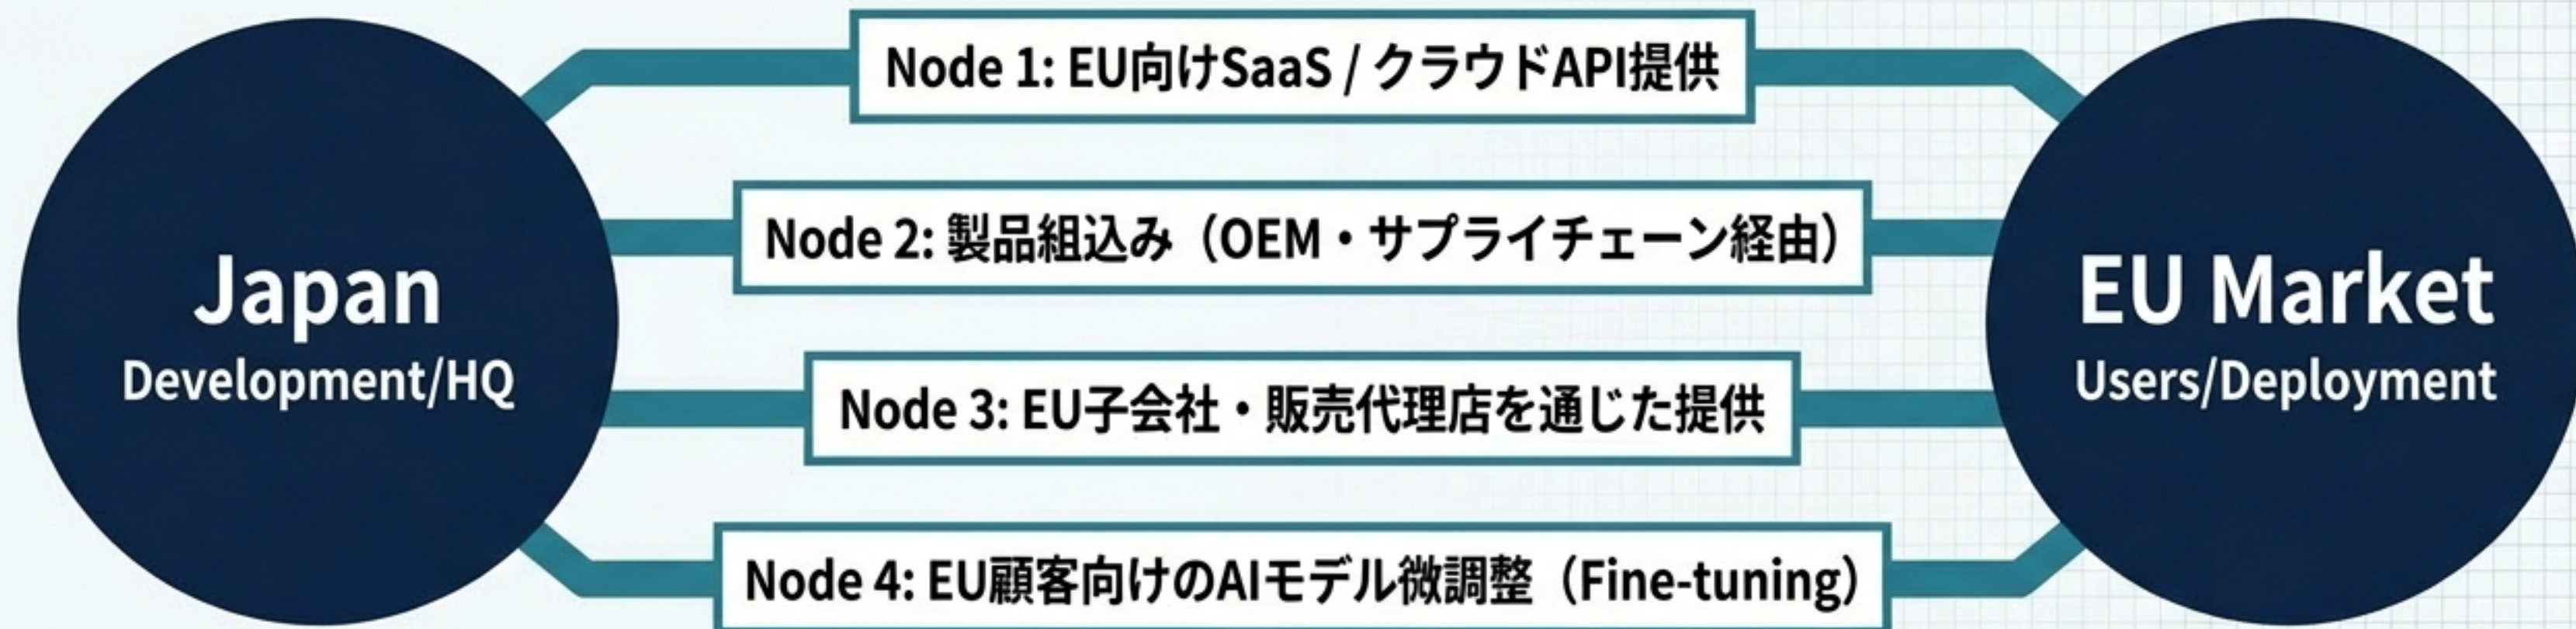 Japan
Development/HQ
Node 1: EU向けSaaS / クラウドAPI提供
Node 2: 製品組込み（OEM・サプライチェーン経由）
Node 3: EU子会社・販売代理店を通じた提供
Node 4: EU顧客向けのAIモデル微調整（Fine-tuning）
EU Market
Users/Deployment